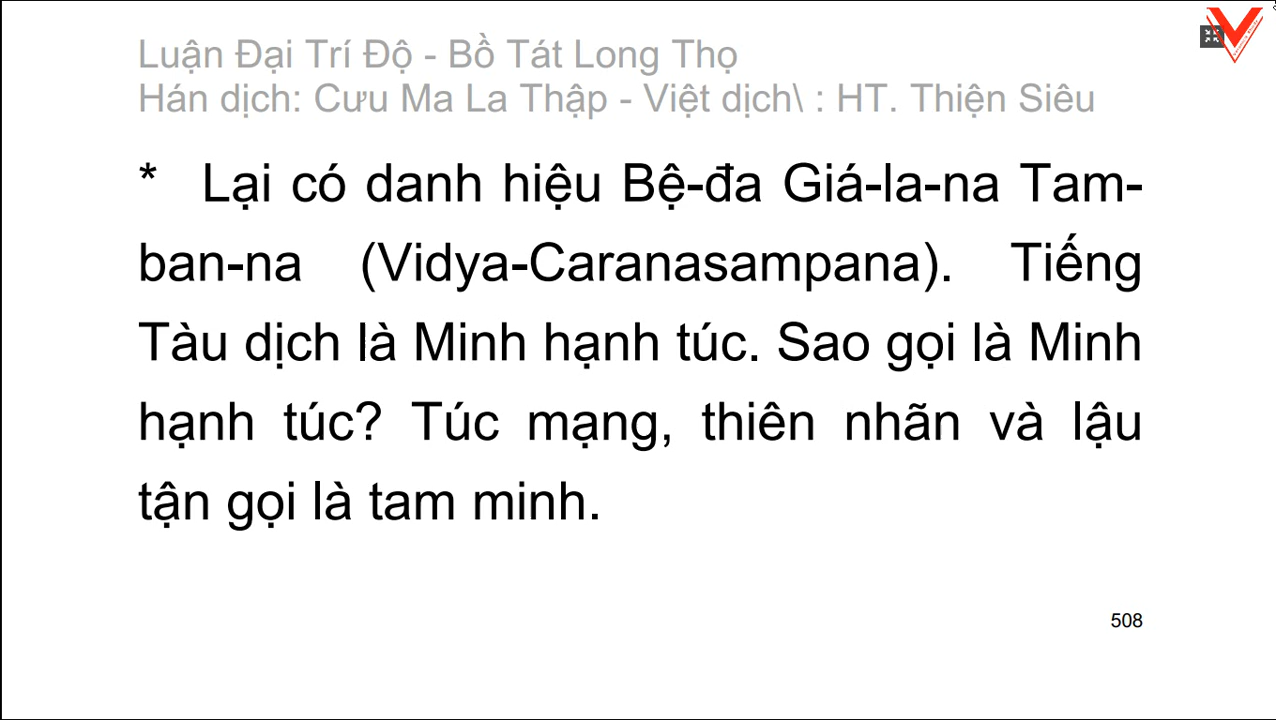 Luận Đại Trí Độ - Bồ Tát Long Thọ
Hán dịch: Cưu Ma La Thập - Việt dịch\ : HT. Thiện Siêu
* Lại có danh hiệu Bệ-đa Giá-la-na Tam-
ban-na (Vidya-Caranasampana). Tiếng
Tàu dịch là Minh hạnh túc. Sao gọi là Minh
hạnh túc? Túc mạng, thiên nhãn và lậu
tận gọi là tam minh.
508